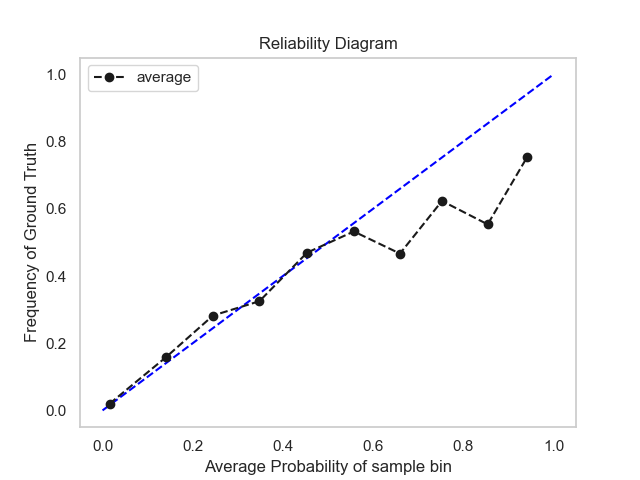 Reliability Diagram
average
Frequency of Ground Truth
1.0
0.8
0.6
0.4
0.2
0.0
0.0 0.2 0.4 0.6 0.8 1.0
Average Probability of sample bin